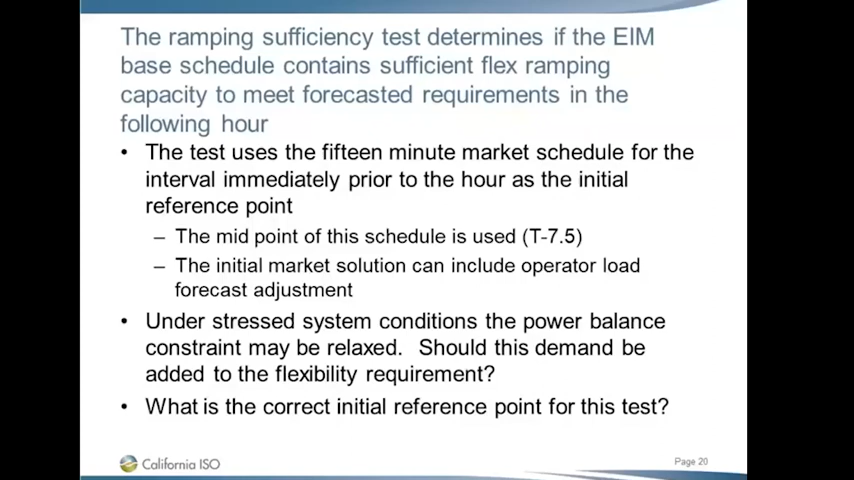 The ramping sufficiency test determines if the EIM
base schedule contains sufficient flex ramping
capacity to meet forecasted requirements in the
following hour
• The test uses the fifteen minute market schedule for the
interval immediately prior to the hour as the initial
reference point
– The mid point of this schedule is used (T-7.5)
– The initial market solution can include operator load
forecast adjustment
• Under stressed system conditions the power balance
constraint may be relaxed. Should this demand be
added to the flexibility requirement?
• What is the correct initial reference point for this test?
California ISO
Page 20